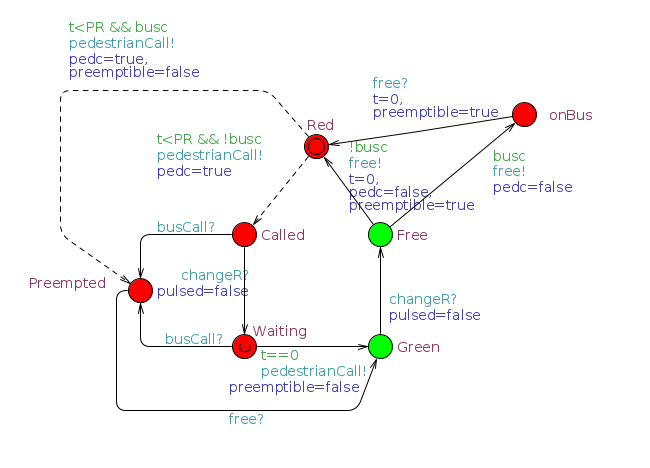 t<PR && busc
pedestrianCall!
pedc=true,
preemptible=false
free?
t=0,
preemptible=true
onBus
Red
t<PR && !busc
pedestrianCall!
pedc=true
!busc
free!
t=0,
pedc=false,
preemptible=true
busc
free!
pedc=false
busCall?
Called
Free
Preempted
changeR?
pulsed=false
changeR?
pulsed=false
busCall?
Waiting
t==0
pedestrianCall!
preemptible=false
Green
free?